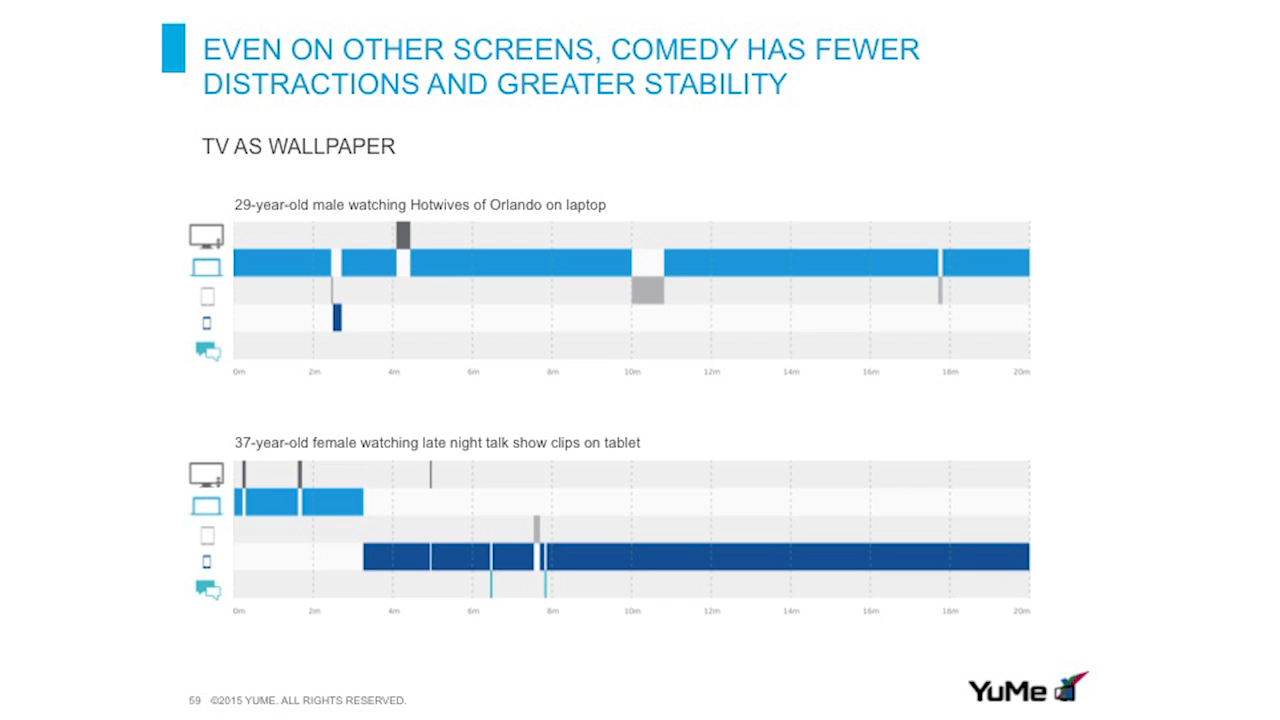 EVEN ON OTHER SCREENS, COMEDY HAS FEWER
DISTRACTIONS AND GREATER STABILITY
TV AS WALLPAPER
29-year-old male watching Hotwives of Orlando on laptop
0m 2m 4m 6m 8m 10m 12m 14m 16m 18m 20m
37-year-old female watching late night talk show clips on tablet
0m 2m 4m 6m 8m 10m 12m 14m 16m 18m 20m
59 ©2015 YUME. ALL RIGHTS RESERVED.
YuMe